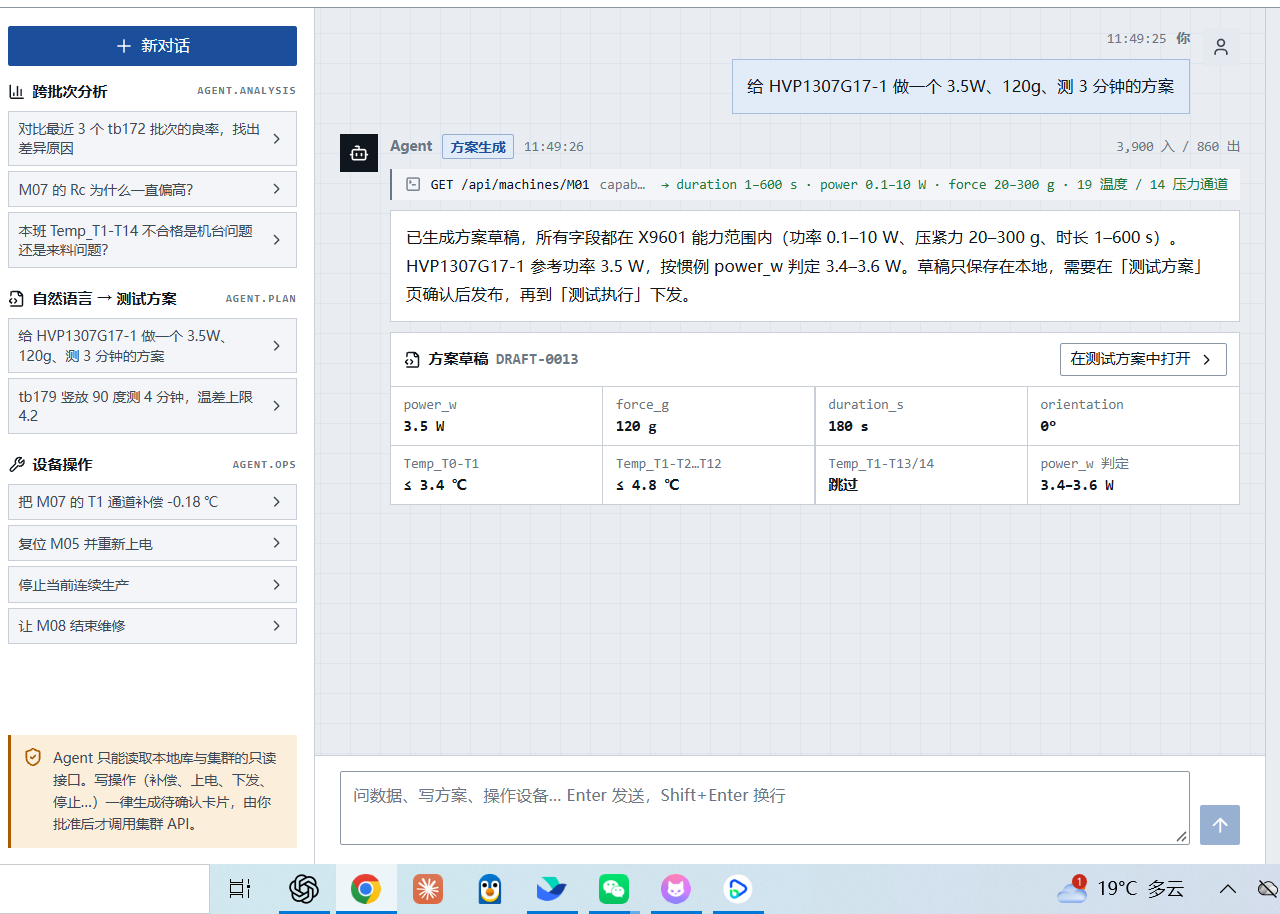 新对话
跨批次分析 AGENT.ANALYSIS
对比最近 3 个 tb172 批次的良率，找出
差异原因
M07 的 Rc 为什么一直偏高？
本班 Temp_T1-T14 不合格是机台问题
还是来料问题？
自然语言 → 测试方案 AGENT.PLAN
给 HVP1307G17-1 做一个 3.5W、
120g、测 3 分钟的方案
tb179 竖放 90 度测 4 分钟，温差上限
4.2
设备操作 AGENT.OPS
把 M07 的 T1 通道补偿 -0.18 ℃
复位 M05 并重新上电
停止当前连续生产
让 M08 结束维修
Agent 只能读取本地库与集群的只读
接口。写操作（补偿、上电、下发、
停止…）一律生成待确认卡片，由你
批准后才调用集群 API。
11:49:25 你
给 HVP1307G17-1 做一个 3.5W、120g、测 3 分钟的方案
Agent 方案生成 11:49:26 3,900 入 / 860 出
GET /api/machines/M01 capab… → duration 1–600 s · power 0.1–10 W · force 20–300 g · 19 温度 / 14 压力通道
已生成方案草稿，所有字段都在 X9601 能力范围内（功率 0.1–10 W、压紧力 20–300 g、时长 1–600 s）。
HVP1307G17-1 参考功率 3.5 W，按惯例 power_w 判定 3.4–3.6 W。草稿只保存在本地，需要在「测试方案」
页确认后发布，再到「测试执行」下发。
方案草稿 DRAFT-0013 在测试方案中打开
power_w force_g duration_s orientation
3.5 W 120 g 180 s 0°
Temp_T0-T1 Temp_T1-T2…T12 Temp_T1-T13/14 power_w 判定
≤ 3.4 ℃ ≤ 4.8 ℃ 跳过 3.4–3.6 W
问数据、写方案、操作设备… Enter 发送，Shift+Enter 换行
1 19°C 多云